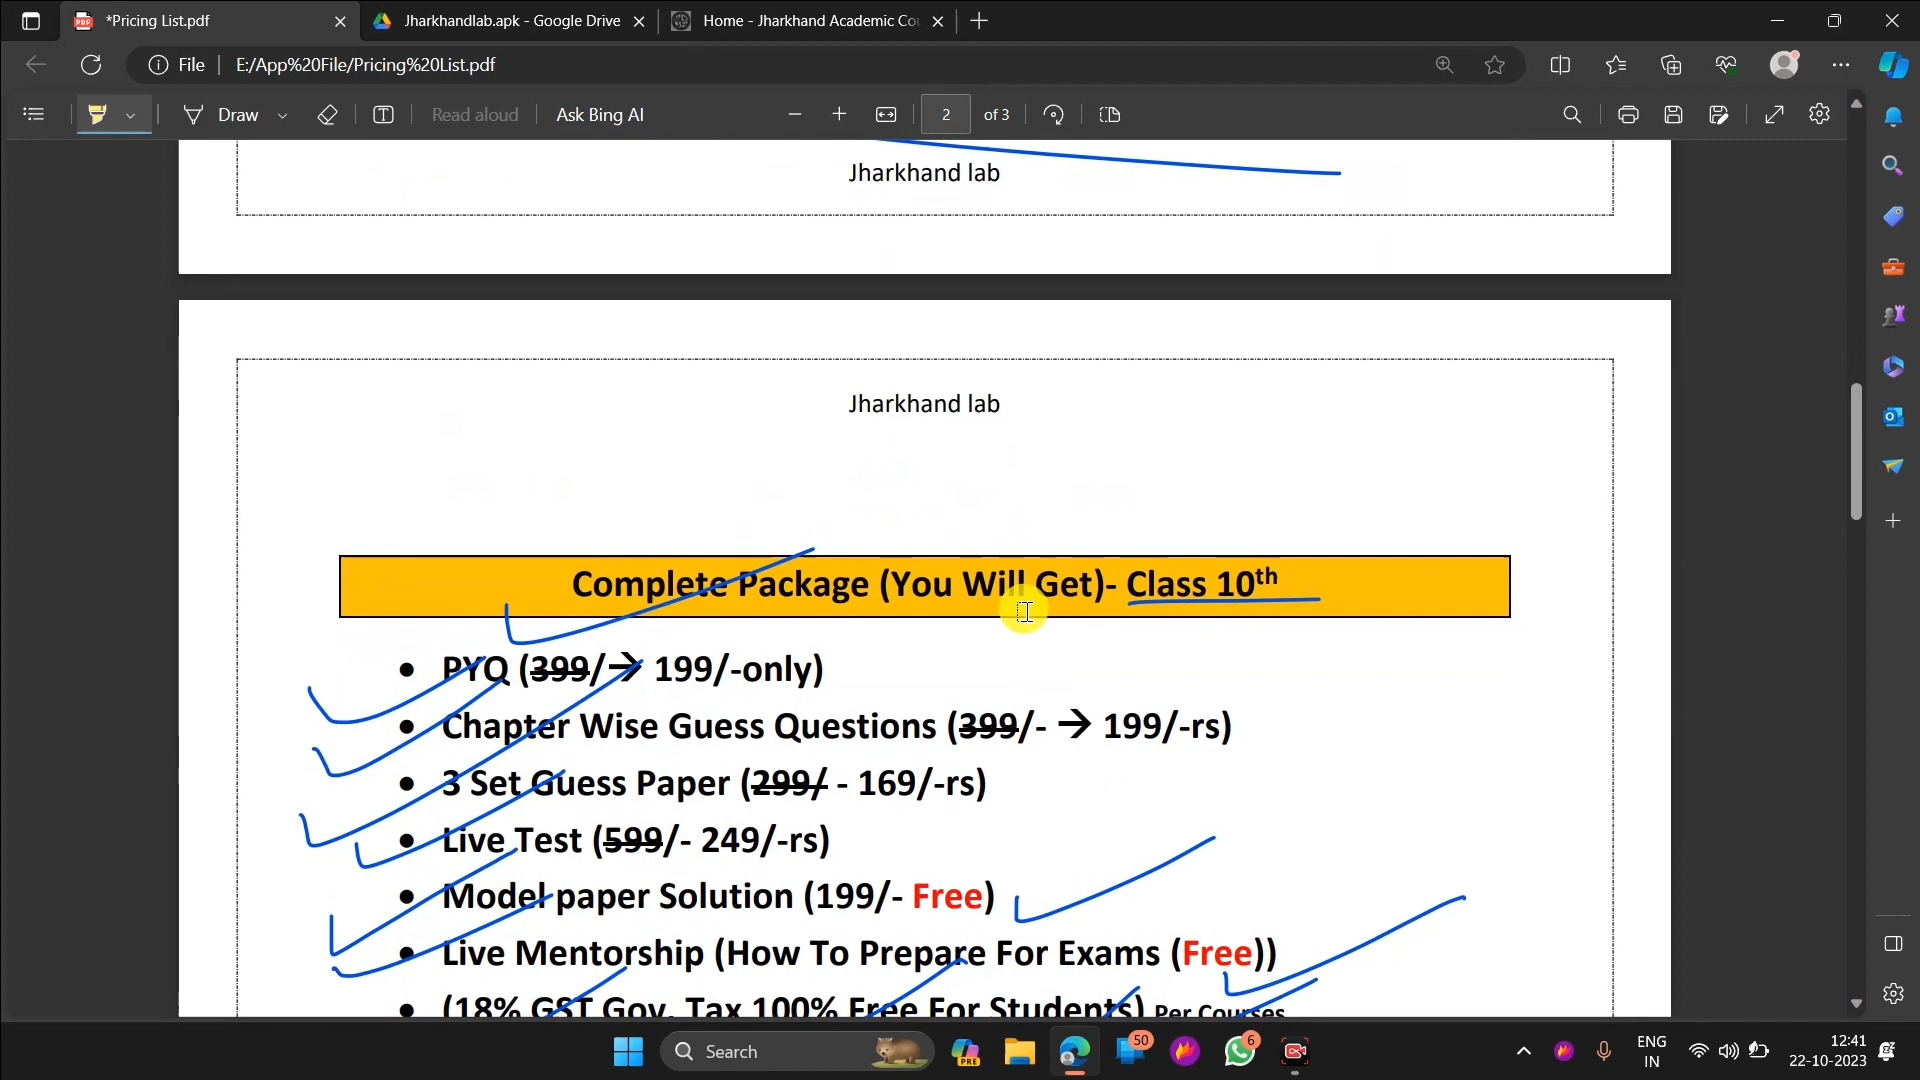 *Pricing List.pdf
Jharkhandlab.apk - Google Drive
Home - Jharkhand Academic Co
File
E:/App%20File/Pricing%20List.pdf
Draw
Read aloud
Ask Bing AI
2 of 3
Jharkhand lab
Jharkhand lab
Complete Package (You Will Get)- Class 10th
• PYQ (399/→ 199/-only)
• Chapter Wise Guess Questions (399/- → 199/-rs)
• 3 Set Guess Paper (299/ - 169/-rs)
• Live Test (599/- 249/-rs)
• Model paper Solution (199/- Free)
• Live Mentorship (How To Prepare For Exams (Free))
• (18% GST Gov. Tax 100% Free For Students) Per Courses
Search
PRE
50
6
ENG
IN
12:41
22-10-2023